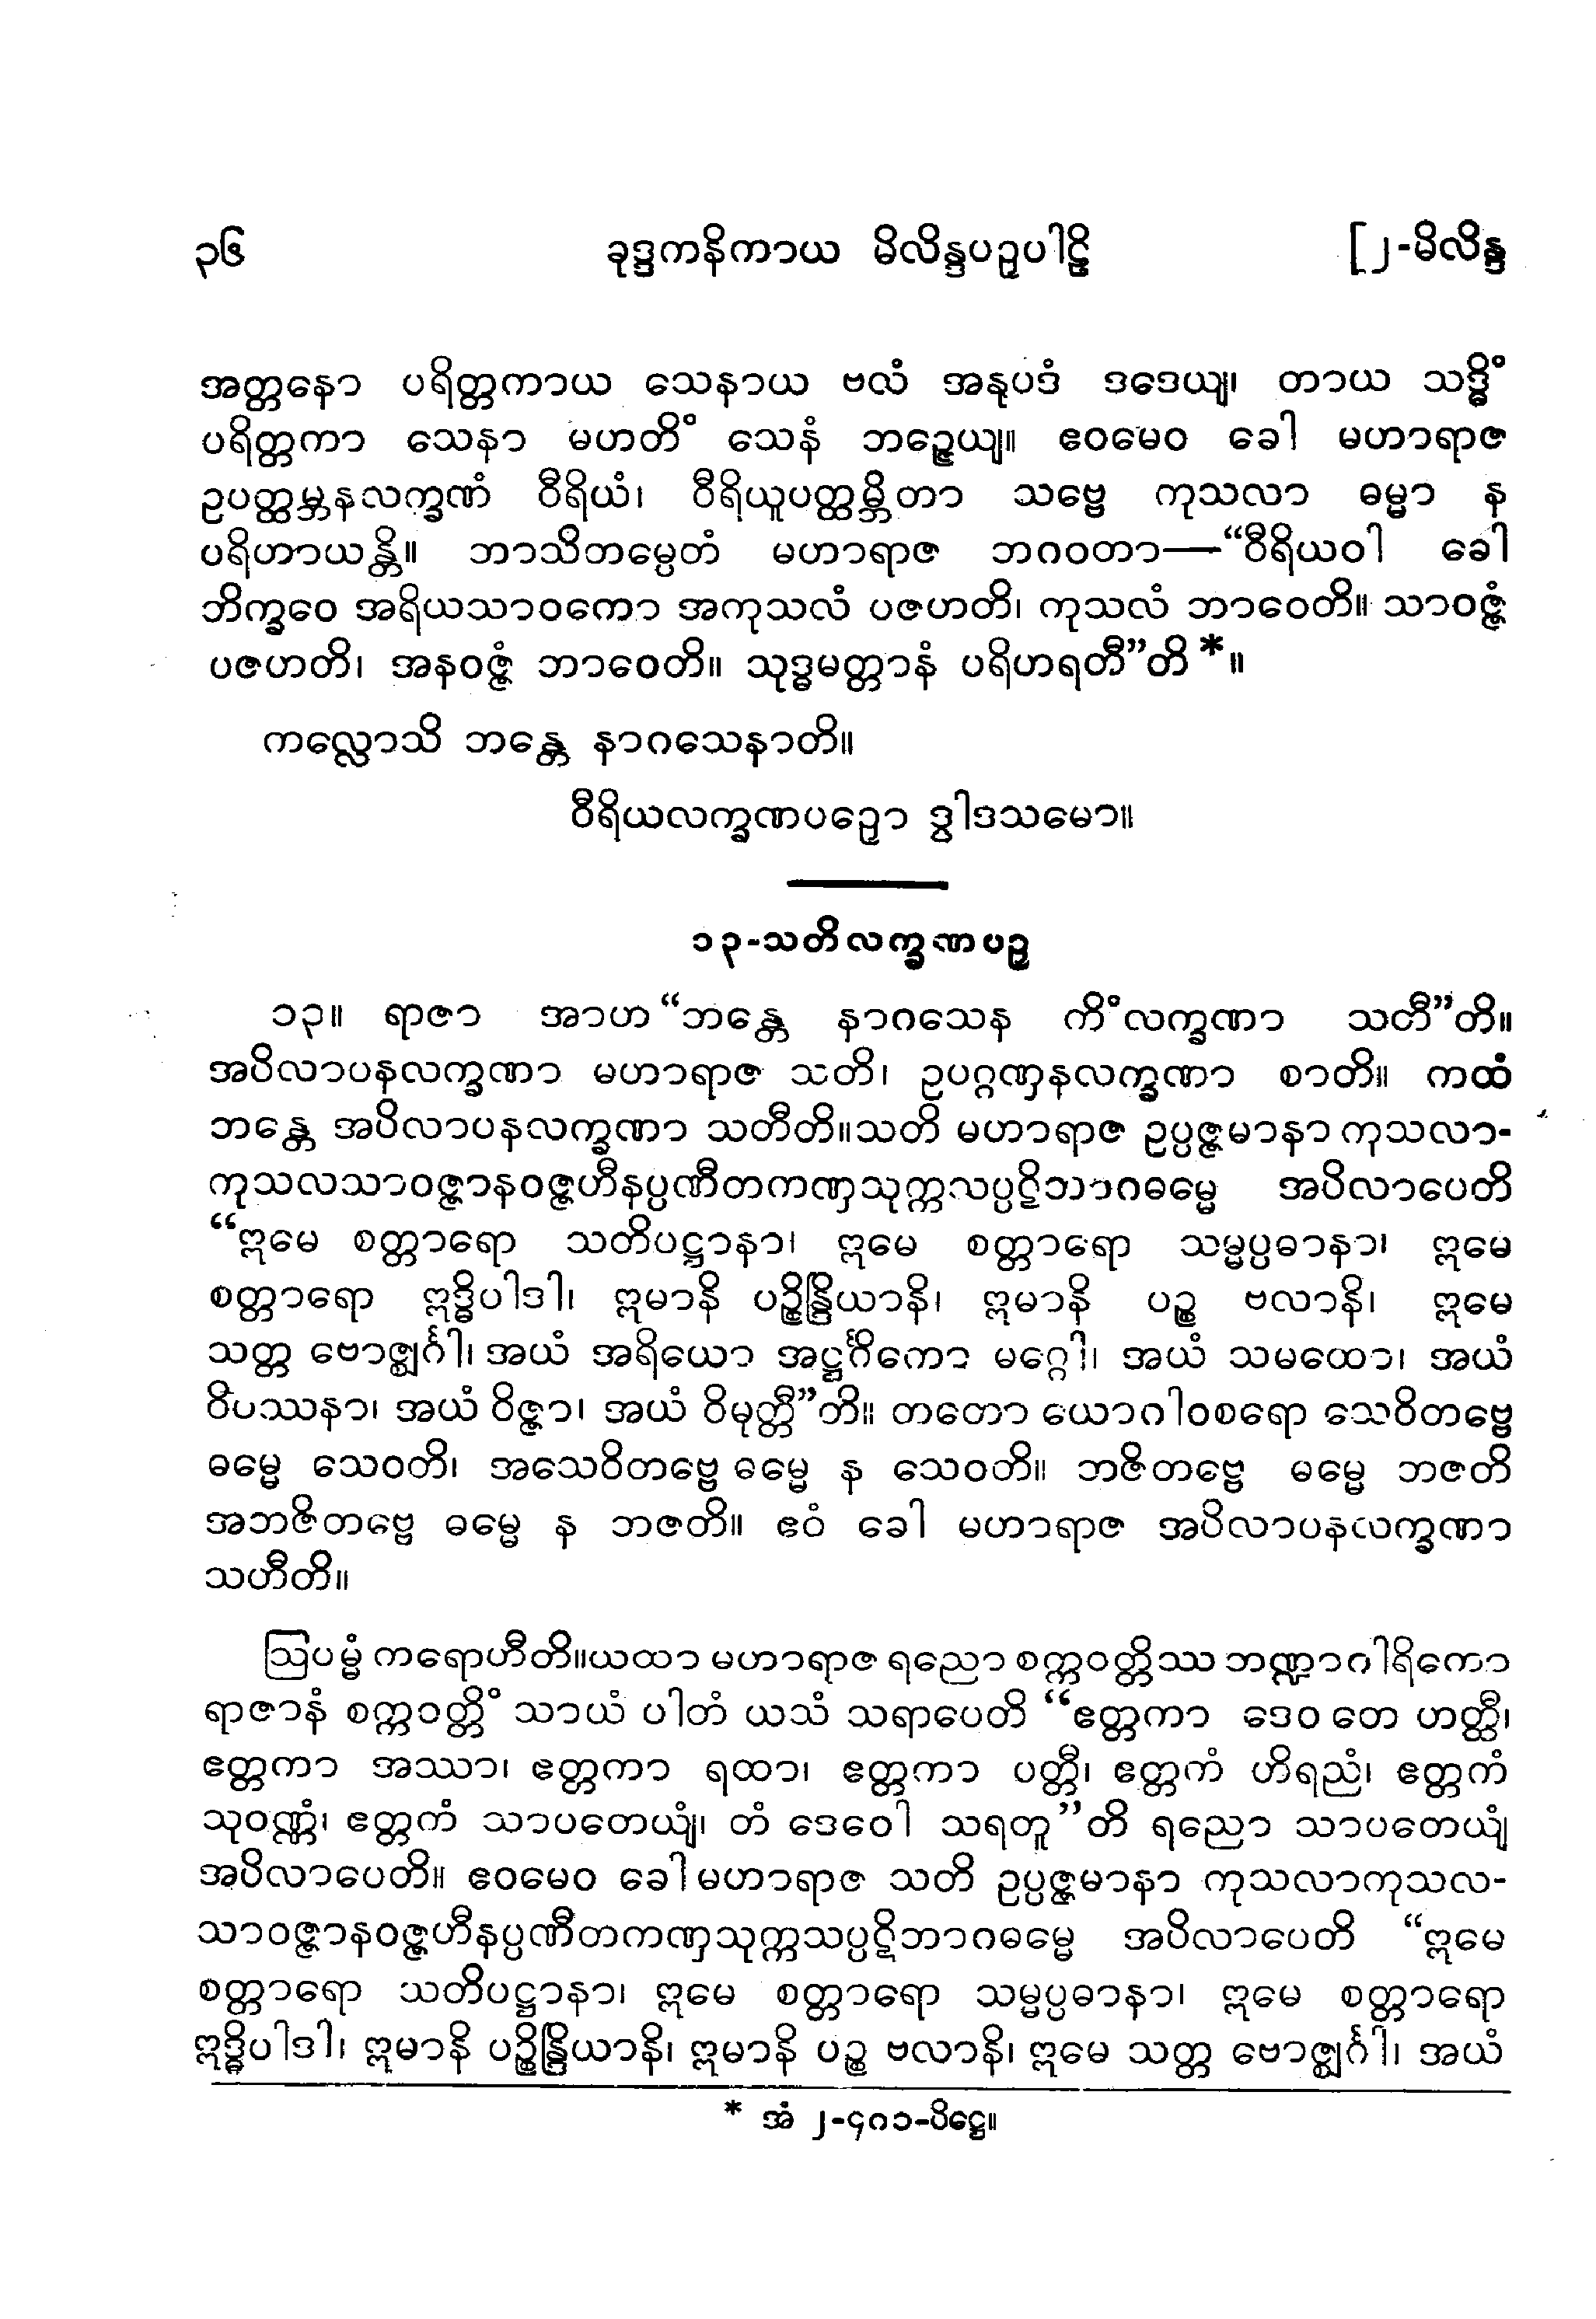 ၃၆ ခုဒ္ဒကနိကာယ မိလိန္ဒပဉှပါဠိ [၂-မိလိန္ဒ
အတ္တနော ပရိတ္တကာယ သေနာယ ဗလံ အနုပဒံ ဒဒေယျ၊ တာယ သဒ္ဓိံ
ပရိတ္တကာ သေနာ မဟတိံ သေနံ ဘဉ္ဇေယျ။ ဧဝမေဝ ခေါ မဟာရာဇ
ဥပတ္ထမ္ဘနလက္ခဏံ ဝီရိယံ၊ ဝီရိယူပတ္ထမ္ဘိတာ သဗ္ဗေ ကုသလာ ဓမ္မာ န
ပရိဟာယန္တိ။ ဘာသိတမ္ပေတံ မဟာရာဇ ဘဂဝတာ—“ဝီရိယဝါ ခေါ
ဘိက္ခဝေ အရိယသာဝကော အကုသလံ ပဇဟတိ၊ ကုသလံ ဘာဝေတိ။ သာဝဇ္ဇံ
ပဇဟတိ၊ အနဝဇ္ဇံ ဘာဝေတိ။ သုဒ္ဓမတ္တာနံ ပရိဟရတီ”တိ *။
ကလ္လောသိ ဘန္တေ နာဂသေနာတိ။
ဝီရိယလက္ခဏပဉှော ဒွါဒသမော။
၁၃-သတိလက္ခဏပဉှ
၁၃။ ရာဇာ အာဟ “ဘန္တေ နာဂသေန ကိံလက္ခဏာ သတီ”တိ။
အပိလာပနလက္ခဏာ မဟာရာဇ သတိ၊ ဥပဂ္ဂဏှနလက္ခဏာ စာတိ။ ကထံ
ဘန္တေ အပိလာပနလက္ခဏာ သတီတိ။သတိ မဟာရာဇ ဥပ္ပဇ္ဇမာနာ ကုသလာ-
ကုသလသာဝဇ္ဇာနဝဇ္ဇဟီနပ္ပဏီတကဏှသုက္ကသပ္ပဋိဘာဂဓမ္မေ အပိလာပေတိ
“ဣမေ စတ္တာရော သတိပဋ္ဌာနာ၊ ဣမေ စတ္တာရော သမ္မပ္ပဓာနာ၊ ဣမေ
စတ္တာရော ဣဒ္ဓိပါဒါ၊ ဣမာနိ ပဉ္စိန္ဒြိယာနိ၊ ဣမာနိ ပဉ္စ ဗလာနိ၊ ဣမေ
သတ္တ ဗောဇ္ဈင်္ဂါ၊ အယံ အရိယော အဋ္ဌင်္ဂိကော မဂ္ဂေါ၊ အယံ သမထော၊ အယံ
ဝိပဿနာ၊ အယံ ဝိဇ္ဇာ၊ အယံ ဝိမုတ္တီ”တိ။ တတော ယောဂါဝစရော သေဝိတဗ္ဗေ
ဓမ္မေ သေဝတိ၊ အသေဝိတဗ္ဗေ ဓမ္မေ န သေဝတိ။ ဘဇိတဗ္ဗေ ဓမ္မေ ဘဇတိ
အဘဇိတဗ္ဗေ ဓမ္မေ န ဘဇတိ။ ဧဝံ ခေါ မဟာရာဇ အပိလာပနလက္ခဏာ
သဟီတိ။
ဩပမ္မံ ကရောဟီတိ။ယထာ မဟာရာဇ ရညော စက္ကဝတ္တိဿ ဘဏ္ဍာဂါရိကော
ရာဇာနံ စက္ကဝတ္တိံ သာယံ ပါတံ ယသံ သရာပေတိ “ဧတ္တကာ ဒေဝ တေ ဟတ္ထီ၊
ဧတ္တကာ အဿာ၊ ဧတ္တကာ ရထာ၊ ဧတ္တကာ ပတ္တီ၊ ဧတ္တကံ ဟိရညံ၊ ဧတ္တကံ
သုဝဏ္ဏံ၊ ဧတ္တကံ သာပတေယျံ၊ တံ ဒေဝေါ သရတူ”တိ ရညော သာပတေယျံ
အပိလာပေတိ။ ဧဝမေဝ ခေါ မဟာရာဇ သတိ ဥပ္ပဇ္ဇမာနာ ကုသလာကုသလ-
သာဝဇ္ဇာနဝဇ္ဇဟီနပ္ပဏီတကဏှသုက္ကသပ္ပဋိဘာဂဓမ္မေ အပိလာပေတိ “ဣမေ
စတ္တာရော သတိပဋ္ဌာနာ၊ ဣမေ စတ္တာရော သမ္မပ္ပဓာနာ၊ ဣမေ စတ္တာရော
ဣဒ္ဓိပါဒါ၊ ဣမာနိ ပဉ္စိန္ဒြိယာနိ၊ ဣမာနိ ပဉ္စ ဗလာနိ၊ ဣမေ သတ္တ ဗောဇ္ဈင်္ဂါ၊ အယံ
* အံ ၂-၄၈၁-ပိဋ္ဌေ။